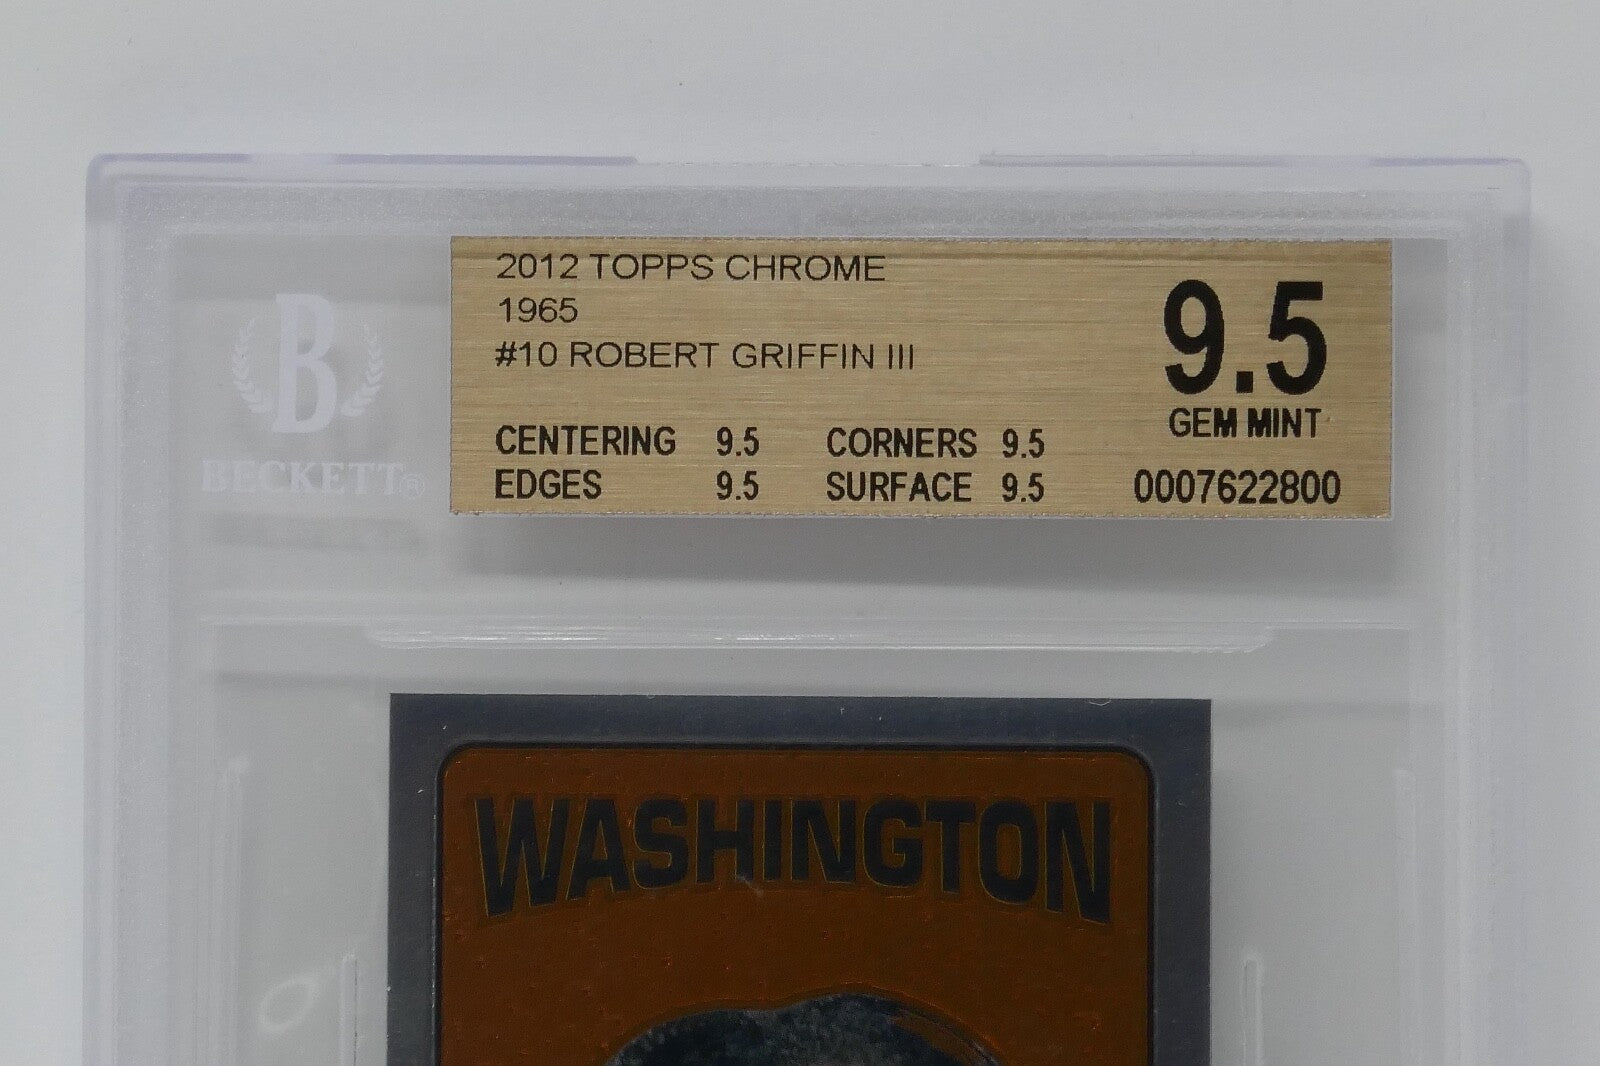 B
BECKETT®
2012 TOPPS CHROME
1965
#10 ROBERT GRIFFIN III
9.5
GEM MINT
CENTERING 9.5 CORNERS 9.5
EDGES 9.5 SURFACE 9.5 0007622800
WASHINGTON